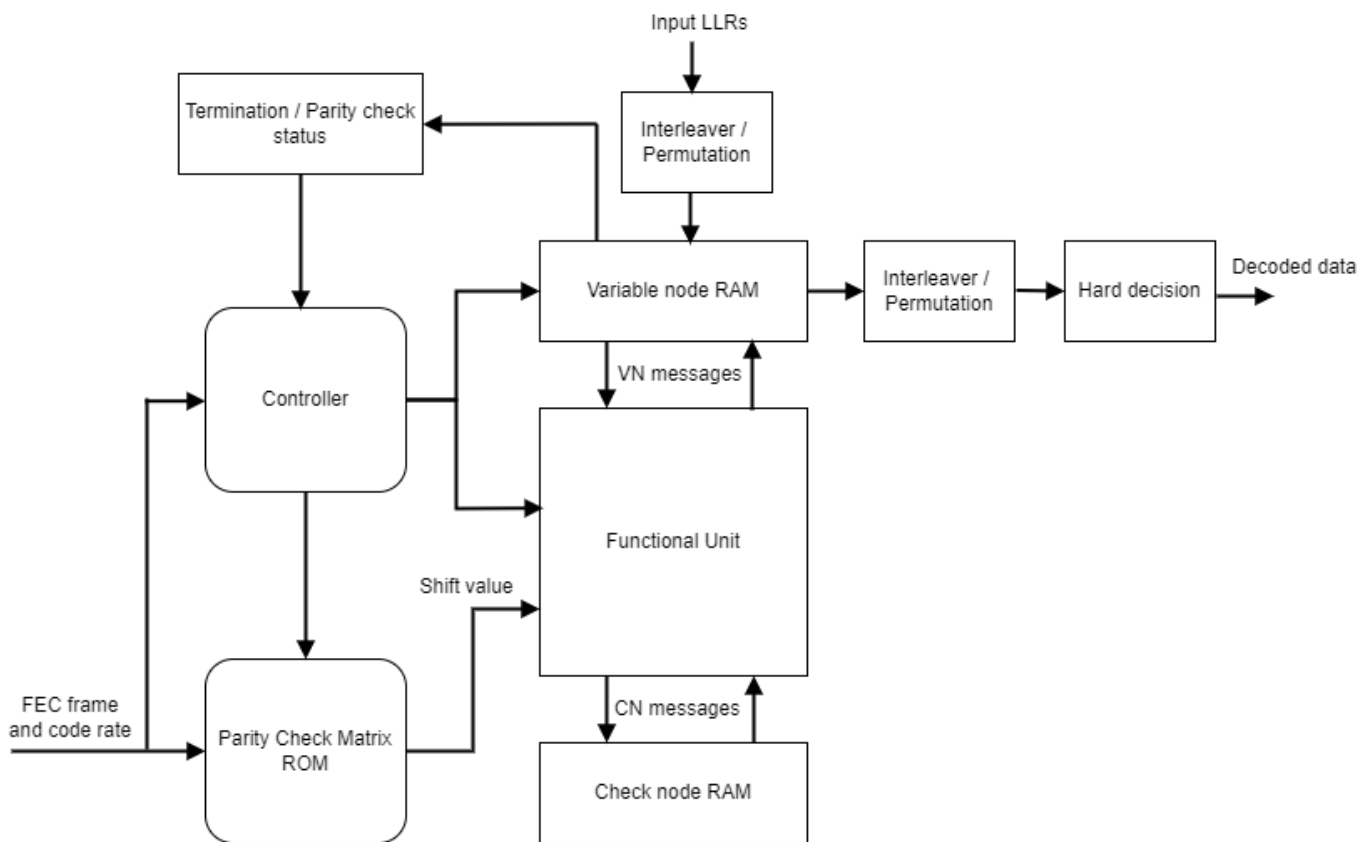 Input LLRs
Termination / Parity check
status
Interleaver /
Permutation
Variable node RAM
Interleaver /
Permutation
Hard decision
Decoded data
VN messages
Controller
Functional Unit
Shift value
FEC frame
and code rate
Parity Check Matrix
ROM
CN messages
Check node RAM